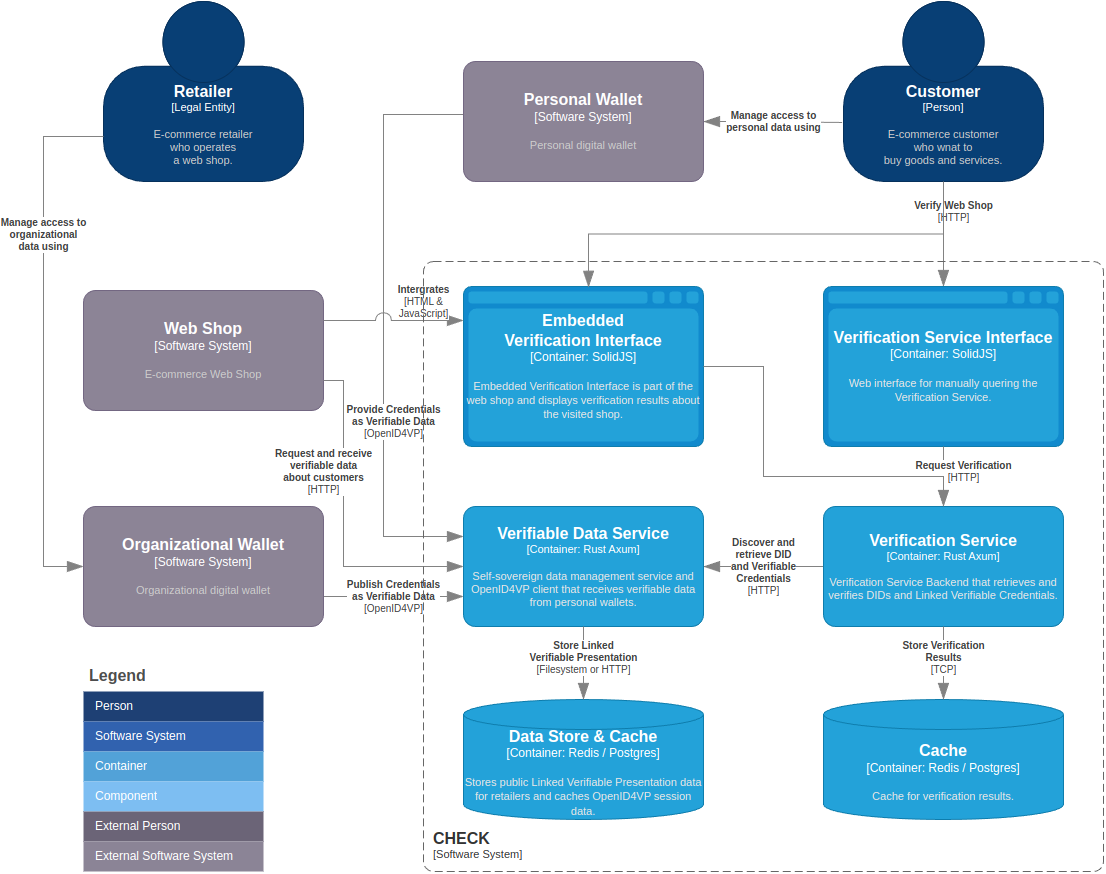 Retailer
[Legal Entity]
E-commerce retailer
who operates
a web shop.
Personal Wallet
[Software System]
Personal digital wallet
Manage access to
personal data using
Customer
[Person]
E-commerce customer
who wnat to
buy goods and services.
Manage access to
organizational
data using
Verify Web Shop
[HTTP]
Web Shop
[Software System]
E-commerce Web Shop
Intergrates
[HTML &
JavaScript]
Embedded
Verification Interface
[Container: SolidJS]
Embedded Verification Interface is part of the
web shop and displays verification results about
the visited shop.
Verification Service Interface
[Container: SolidJS]
Web interface for manually quering the
Verification Service.
Provide Credentials
as Verifiable Data
[OpenID4VP]
Request and receive
verifiable data
about customers
[HTTP]
Request Verification
[HTTP]
Organizational Wallet
[Software System]
Organizational digital wallet
Publish Credentials
as Verifiable Data
[OpenID4VP]
Verifiable Data Service
[Container: Rust Axum]
Self-sovereign data management service and
OpenID4VP client that receives verifiable data
from personal wallets.
Discover and
retrieve DID
and Verifiable
Credentials
[HTTP]
Verification Service
[Container: Rust Axum]
Verification Service Backend that retrieves and
verifies DIDs and Linked Verifiable Credentials.
Store Linked
Verifiable Presentation
[Filesystem or HTTP]
Store Verification
Results
[TCP]
Data Store & Cache
[Container: Redis / Postgres]
Stores public Linked Verifiable Presentation data
for retailers and caches OpenID4VP session
data.
Cache
[Container: Redis / Postgres]
Cache for verification results.
CHECK
[Software System]
Legend
Person
Software System
Container
Component
External Person
External Software System